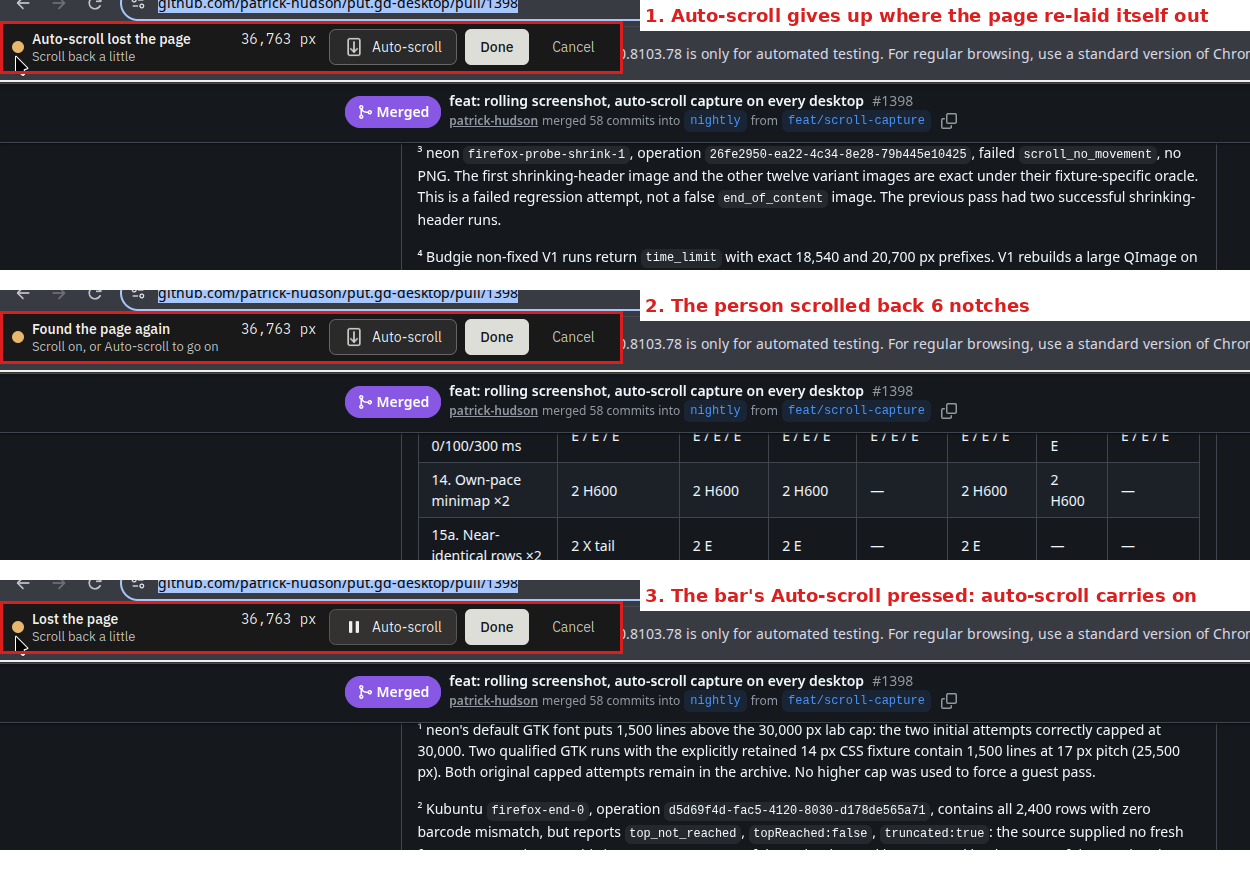 github.com/patrick-hudson/put.gd-desktop/pull/1398
1. Auto-scroll gives up where the page re-laid itself out
Auto-scroll lost the page
Scroll back a little
36,763 px
Auto-scroll
Done
Cancel
0.8103.78 is only for automated testing. For regular browsing, use a standard version of Chrom
Merged
feat: rolling screenshot, auto-scroll capture on every desktop #1398
patrick-hudson merged 58 commits into nightly from feat/scroll-capture
³ neon firefox-probe-shrink-1, operation 26fe2950-ea22-4c34-8e28-79b445e10425, failed scroll_no_movement, no
PNG. The first shrinking-header image and the other twelve variant images are exact under their fixture-specific oracle.
This is a failed regression attempt, not a false end_of_content image. The previous pass had two successful shrinking-
header runs.
⁴ Budgie non-fixed V1 runs return time_limit with exact 18,540 and 20,700 px prefixes. V1 rebuilds a large QImage on
github.com/patrick-hudson/put.gd-desktop/pull/1398
2. The person scrolled back 6 notches
Found the page again
Scroll on, or Auto-scroll to go on
36,763 px
Auto-scroll
Done
Cancel
0.8103.78 is only for automated testing. For regular browsing, use a standard version of Chrom
Merged
feat: rolling screenshot, auto-scroll capture on every desktop #1398
patrick-hudson merged 58 commits into nightly from feat/scroll-capture
0/100/300 ms E / E / E E / E / E E / E / E E / E / E E / E / E E E / E / E
14. Own-pace minimap ×2 2 H600 2 H600 2 H600 — 2 H600 2 H600 —
15a. Near-identical rows ×2 2 X tail 2 E 2 E — 2 E — —
github.com/patrick-hudson/put.gd-desktop/pull/1398
3. The bar's Auto-scroll pressed: auto-scroll carries on
Lost the page
Scroll back a little
36,763 px
Auto-scroll
Done
Cancel
0.8103.78 is only for automated testing. For regular browsing, use a standard version of Chrom
Merged
feat: rolling screenshot, auto-scroll capture on every desktop #1398
patrick-hudson merged 58 commits into nightly from feat/scroll-capture
¹ neon's default GTK font puts 1,500 lines above the 30,000 px lab cap: the two initial attempts correctly capped at
30,000. Two qualified GTK runs with the explicitly retained 14 px CSS fixture contain 1,500 lines at 17 px pitch (25,500
px). Both original capped attempts remain in the archive. No higher cap was used to force a guest pass.
² Kubuntu firefox-end-0, operation d5d69f4d-fac5-4120-8030-d178de565a71, contains all 2,400 rows with zero
barcode mismatch, but reports top_not_reached, topReached:false, truncated:true: the source supplied no fresh